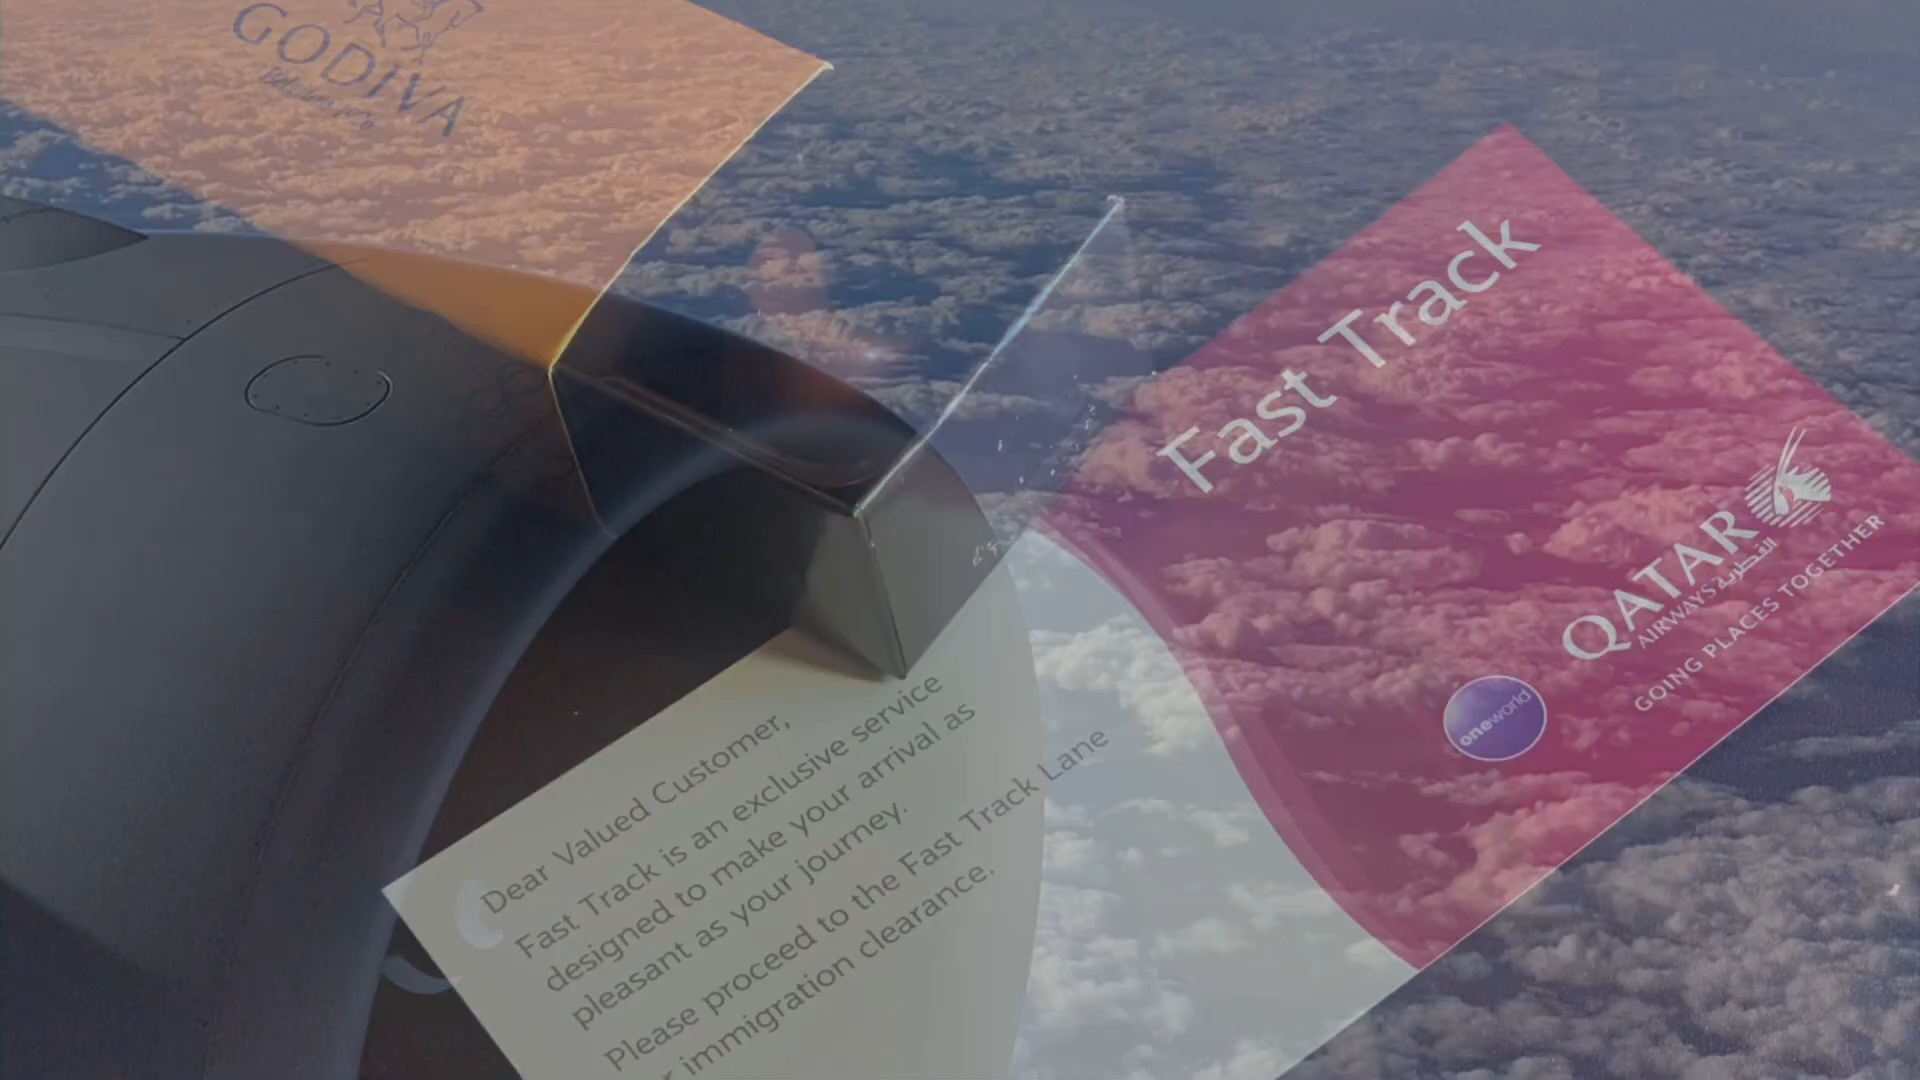 GODIVA
Fast Track
QATAR
AIRWAYS القطرية
GOING PLACES TOGETHER
oneworld
Dear Valued Customer,
Fast Track is an exclusive service
designed to make your arrival as
pleasant as your journey.
Please proceed to the Fast Track Lane
immigration clearance.